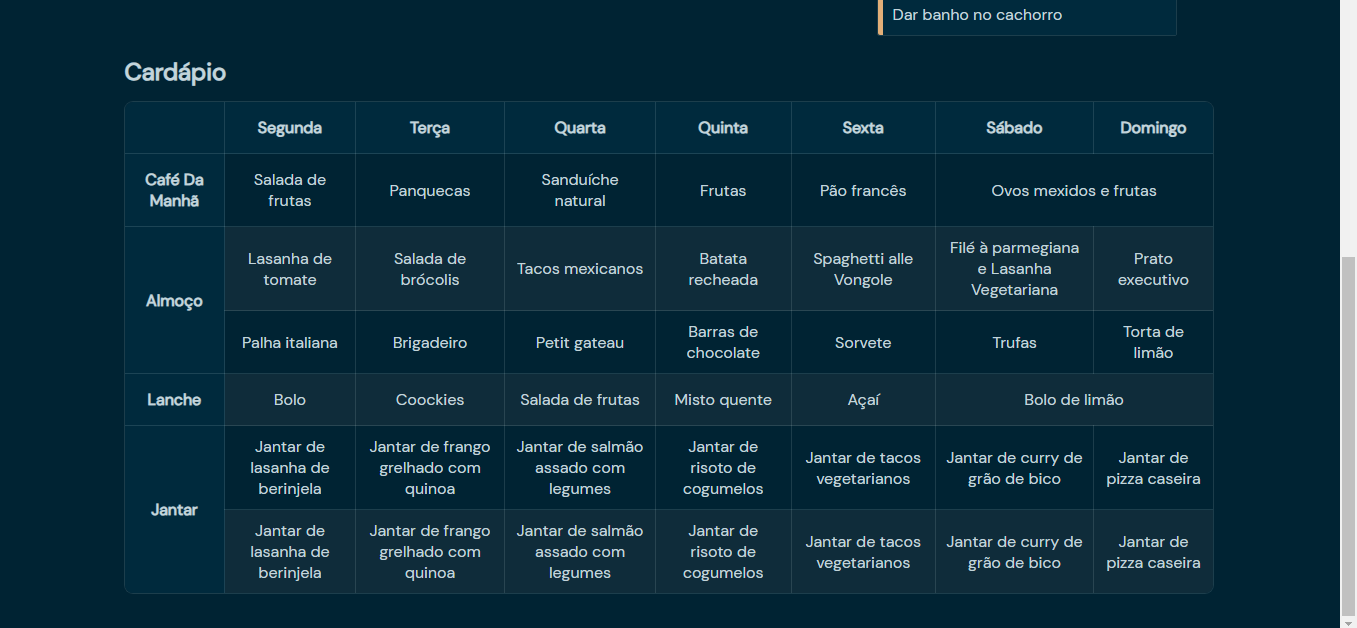 Dar banho no cachorro
Cardápio
Segunda Terça Quarta Quinta Sexta Sábado Domingo
Café Da
Manhã
Salada de
frutas
Panquecas
Sanduíche
natural
Frutas
Pão francês
Ovos mexidos e frutas
Almoço
Lasanha de
tomate
Salada de
brócolis
Tacos mexicanos
Batata
recheada
Spaghetti alle
Vongole
Filé à parmegiana
e Lasanha
Vegetariana
Prato
executivo
Palha italiana
Brigadeiro
Petit gateau
Barras de
chocolate
Sorvete
Trufas
Torta de
limão
Lanche
Bolo
Coockies
Salada de frutas
Misto quente
Açaí
Bolo de limão
Jantar
Jantar de
lasanha de
berinjela
Jantar de frango
grelhado com
quinoa
Jantar de salmão
assado com
legumes
Jantar de
risoto de
cogumelos
Jantar de tacos
vegetarianos
Jantar de curry de
grão de bico
Jantar de
pizza caseira
Jantar de
lasanha de
berinjela
Jantar de frango
grelhado com
quinoa
Jantar de salmão
assado com
legumes
Jantar de
risoto de
cogumelos
Jantar de tacos
vegetarianos
Jantar de curry de
grão de bico
Jantar de
pizza caseira